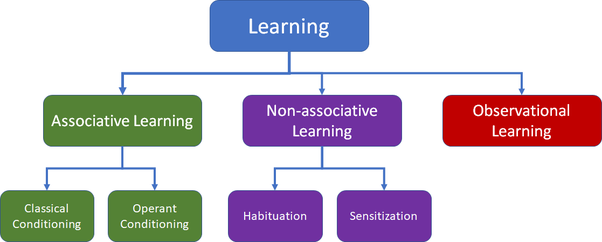 Learning
Associative Learning
Non-associative
Learning
Observational
Learning
Classical
Conditioning
Operant
Conditioning
Habituation
Sensitization